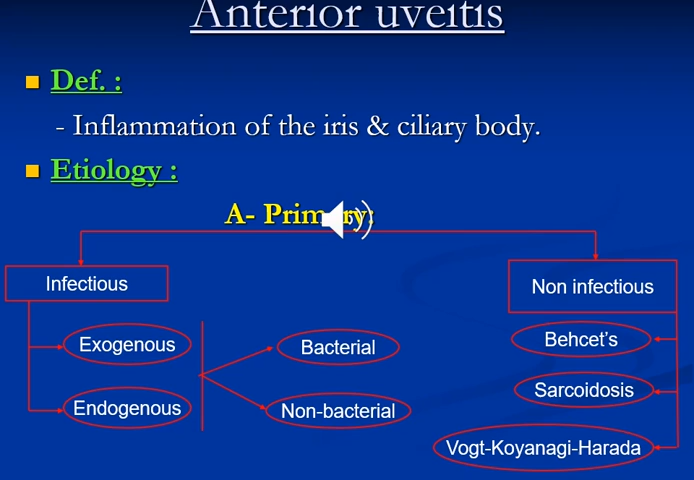 Anterior uveitis
Def. :
- Inflammation of the iris & ciliary body.
Etiology :
A- Primary:
Infectious
Non infectious
Exogenous
Bacterial
Behcet's
Endogenous
Non-bacterial
Sarcoidosis
Vogt-Koyanagi-Harada